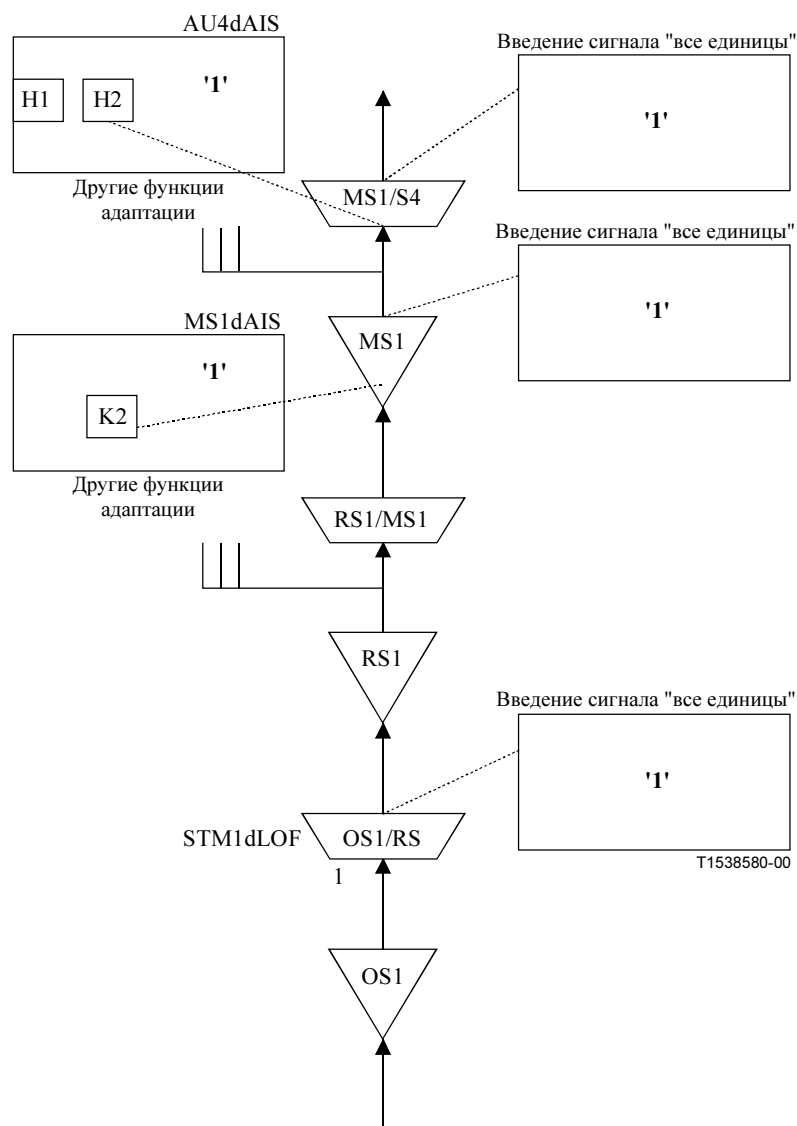 AU4dAIS
H1
H2
'1'
Другие функции
адаптации
Введение сигнала "все единицы"
'1'
MS1/S4
Введение сигнала "все единицы"
'1'
MS1
MS1dAIS
'1'
K2
Другие функции
адаптации
RS1/MS1
RS1
Введение сигнала "все единицы"
'1'
STM1dLOF
OS1/RS
1
T1538580-00
OS1